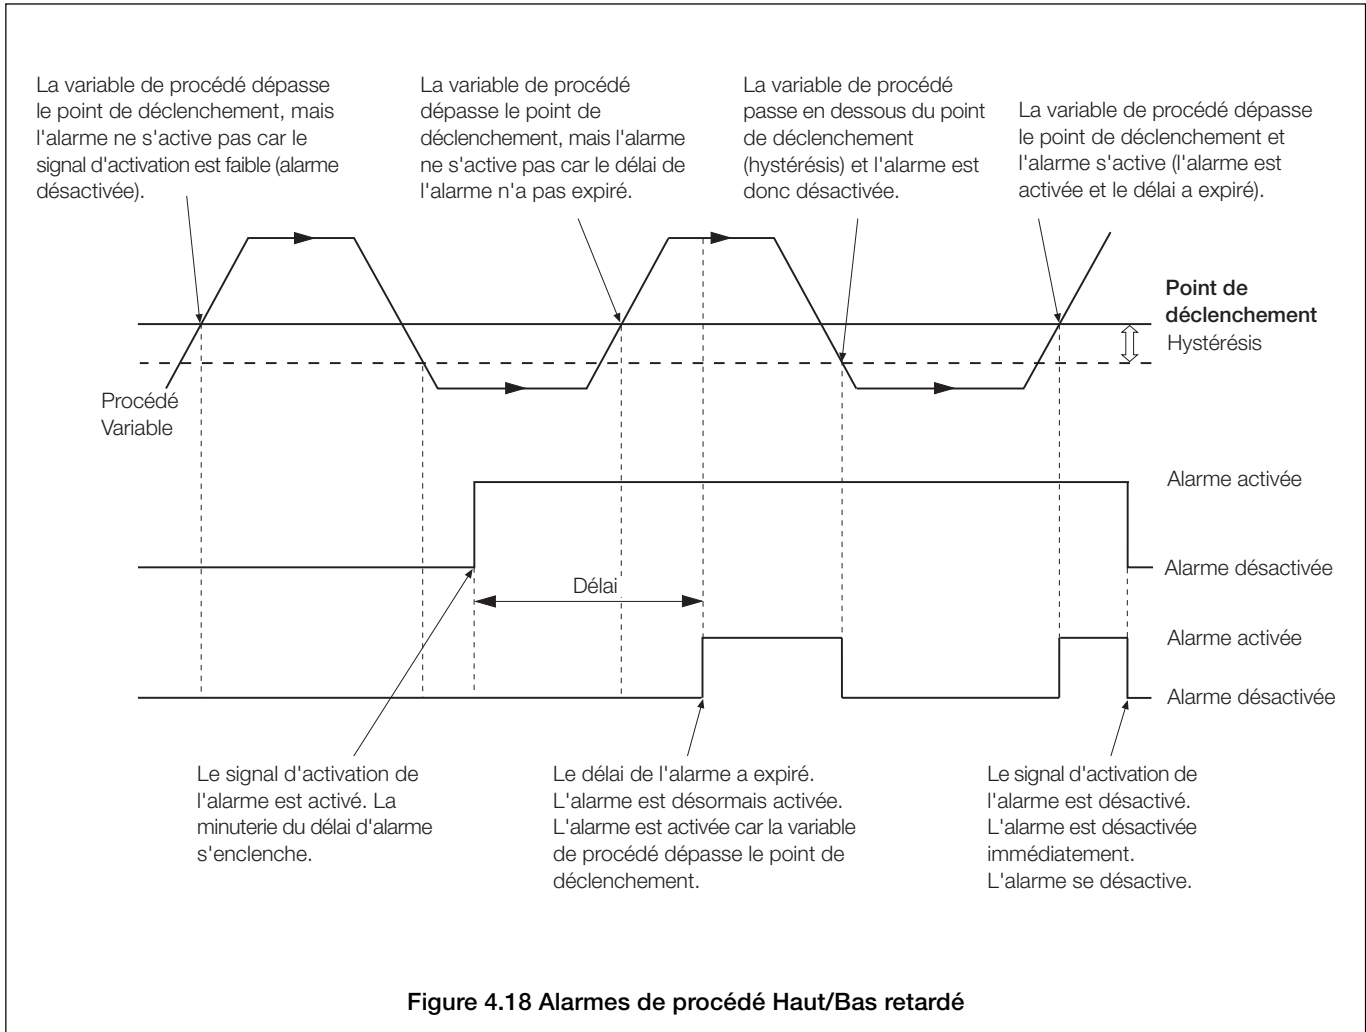 La variable de procédé dépasse
le point de déclenchement, mais
l'alarme ne s'active pas car le
signal d'activation est faible (alarme
désactivée).
La variable de procédé
dépasse le point de
déclenchement, mais l'alarme
ne s'active pas car le délai de
l'alarme n'a pas expiré.
La variable de procédé
passe en dessous du point
de déclenchement
(hystérésis) et l'alarme est
donc désactivée.
La variable de procédé dépasse
le point de déclenchement et
l'alarme s'active (l'alarme est
activée et le délai a expiré).
Point de
déclenchement
Hystérésis
Procédé
Variable
Alarme activée
Alarme désactivée
Délai
Alarme activée
Alarme désactivée
Le signal d'activation de
l'alarme est activé. La
minuterie du délai d'alarme
s'enclenche.
Le délai de l'alarme a expiré.
L'alarme est désormais activée.
L'alarme est activée car la variable
de procédé dépasse le point de
déclenchement.
Le signal d'activation de
l'alarme est désactivé.
L'alarme est désactivée
immédiatement.
L'alarme se désactive.
Figure 4.18 Alarmes de procédé Haut/Bas retardé